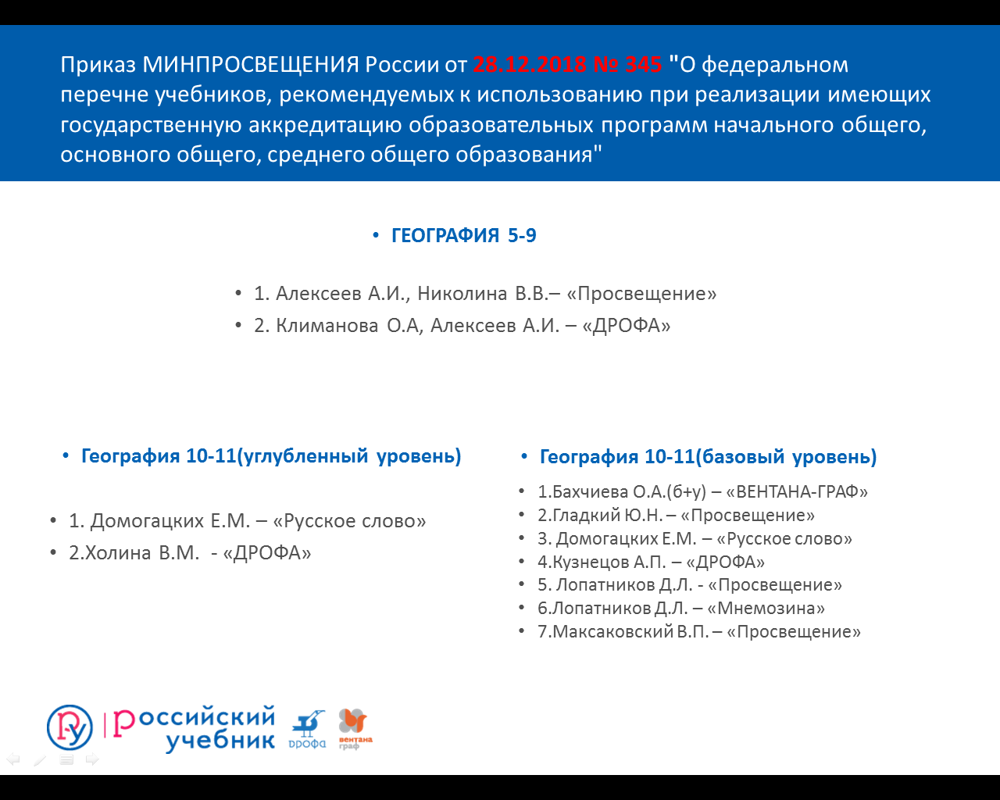 Приказ МИНПРОСВЕЩЕНИЯ России от 28.12.2018 № 345 "О федеральном
перечне учебников, рекомендуемых к использованию при реализации имеющих
государственную аккредитацию образовательных программ начального общего,
основного общего, среднего общего образования"
• ГЕОГРАФИЯ 5-9
• 1. Алексеев А.И., Николина В.В.– «Просвещение»
• 2. Климанова О.А, Алексеев А.И. – «ДРОФА»
• География 10-11(углубленный уровень)
• 1. Домогацких Е.М. – «Русское слово»
• 2.Холина В.М. - «ДРОФА»
• География 10-11(базовый уровень)
• 1.Бахчиева О.А.(б+у) – «ВЕНТАНА-ГРАФ»
• 2.Гладкий Ю.Н. – «Просвещение»
• 3. Домогацких Е.М. – «Русское слово»
• 4.Кузнецов А.П. – «ДРОФА»
• 5. Лопатников Д.Л. - «Просвещение»
• 6.Лопатников Д.Л. – «Мнемозина»
• 7.Максаковский В.П. – «Просвещение»
РУ
Российский
учебник
дрофа
вентана
граф